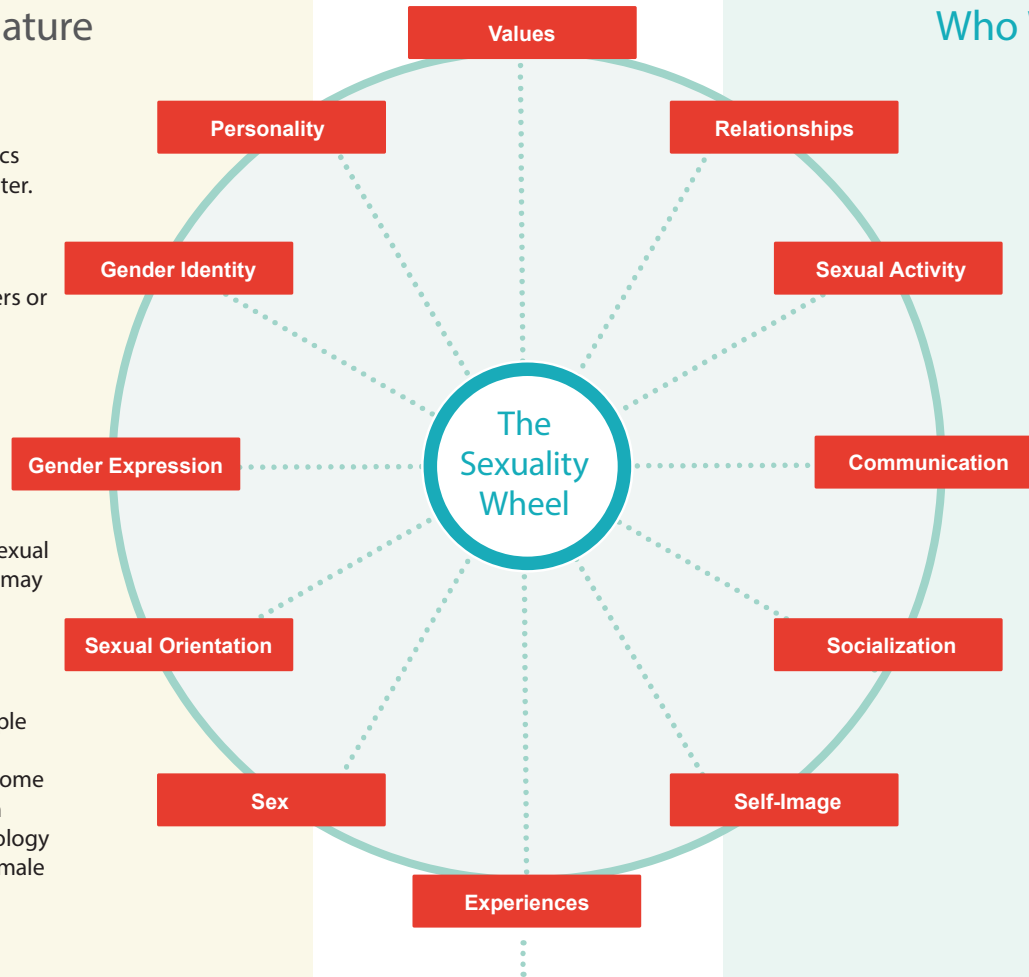 ature
cs
ter.
ers or
exual
may
ple
ome
ology
male
Who
Values
Personality
Relationships
Gender Identity
Sexual Activity
Gender Expression
The
Sexuality
Wheel
Communication
Sexual Orientation
Socialization
Sex
Self-Image
Experiences